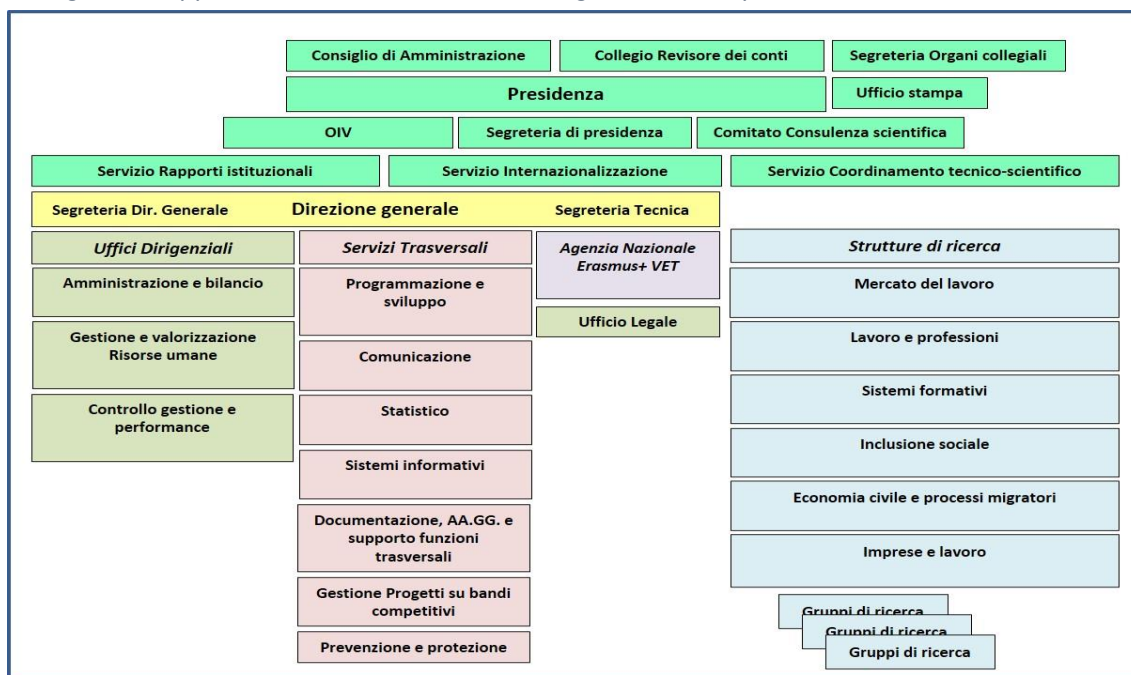 Consiglio di Amministrazione
Collegio Revisore dei conti
Segreteria Organi collegiali
Presidenza
Ufficio stampa
OIV
Segreteria di presidenza
Comitato Consulenza scientifica
Servizio Rapporti istituzionali
Servizio Internazionalizzazione
Servizio Coordinamento tecnico-scientifico
Segreteria Dir. Generale
Direzione generale
Segreteria Tecnica
Uffici Dirigenziali
Amministrazione e bilancio
Gestione e valorizzazione
Risorse umane
Controllo gestione e
performance
Servizi Trasversali
Programmazione e
sviluppo
Comunicazione
Statistico
Sistemi informativi
Documentazione, AA.GG. e
supporto funzioni
trasversali
Gestione Progetti su bandi
competitivi
Prevenzione e protezione
Agenzia Nazionale
Erasmus+ VET
Ufficio Legale
Strutture di ricerca
Mercato del lavoro
Lavoro e professioni
Sistemi formativi
Inclusione sociale
Economia civile e processi migratori
Imprese e lavoro
Gruppi di ricerca
Gruppi di ricerca
Gruppi di ricerca